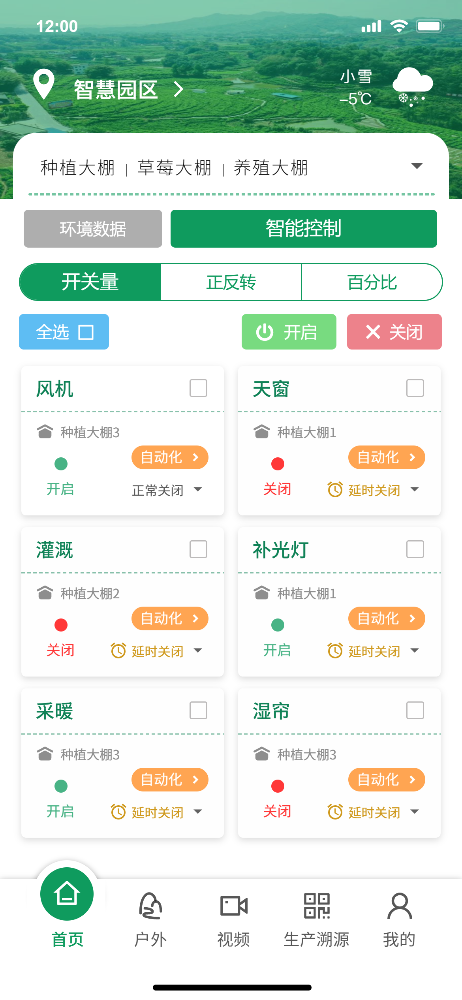 12:00
智慧园区
小雪
-5℃
种植大棚 | 草莓大棚 | 养殖大棚
环境数据 智能控制
开关量 正反转 百分比
全选 开启 关闭
风机 天窗
种植大棚3 种植大棚1
自动化 自动化
开启 正常关闭 关闭 延时关闭
灌溉 补光灯
种植大棚2 种植大棚1
自动化 自动化
关闭 延时关闭 开启 延时关闭
采暖 湿帘
种植大棚3 种植大棚3
自动化 自动化
开启 延时关闭 关闭 延时关闭
首页 户外 视频 生产溯源 我的